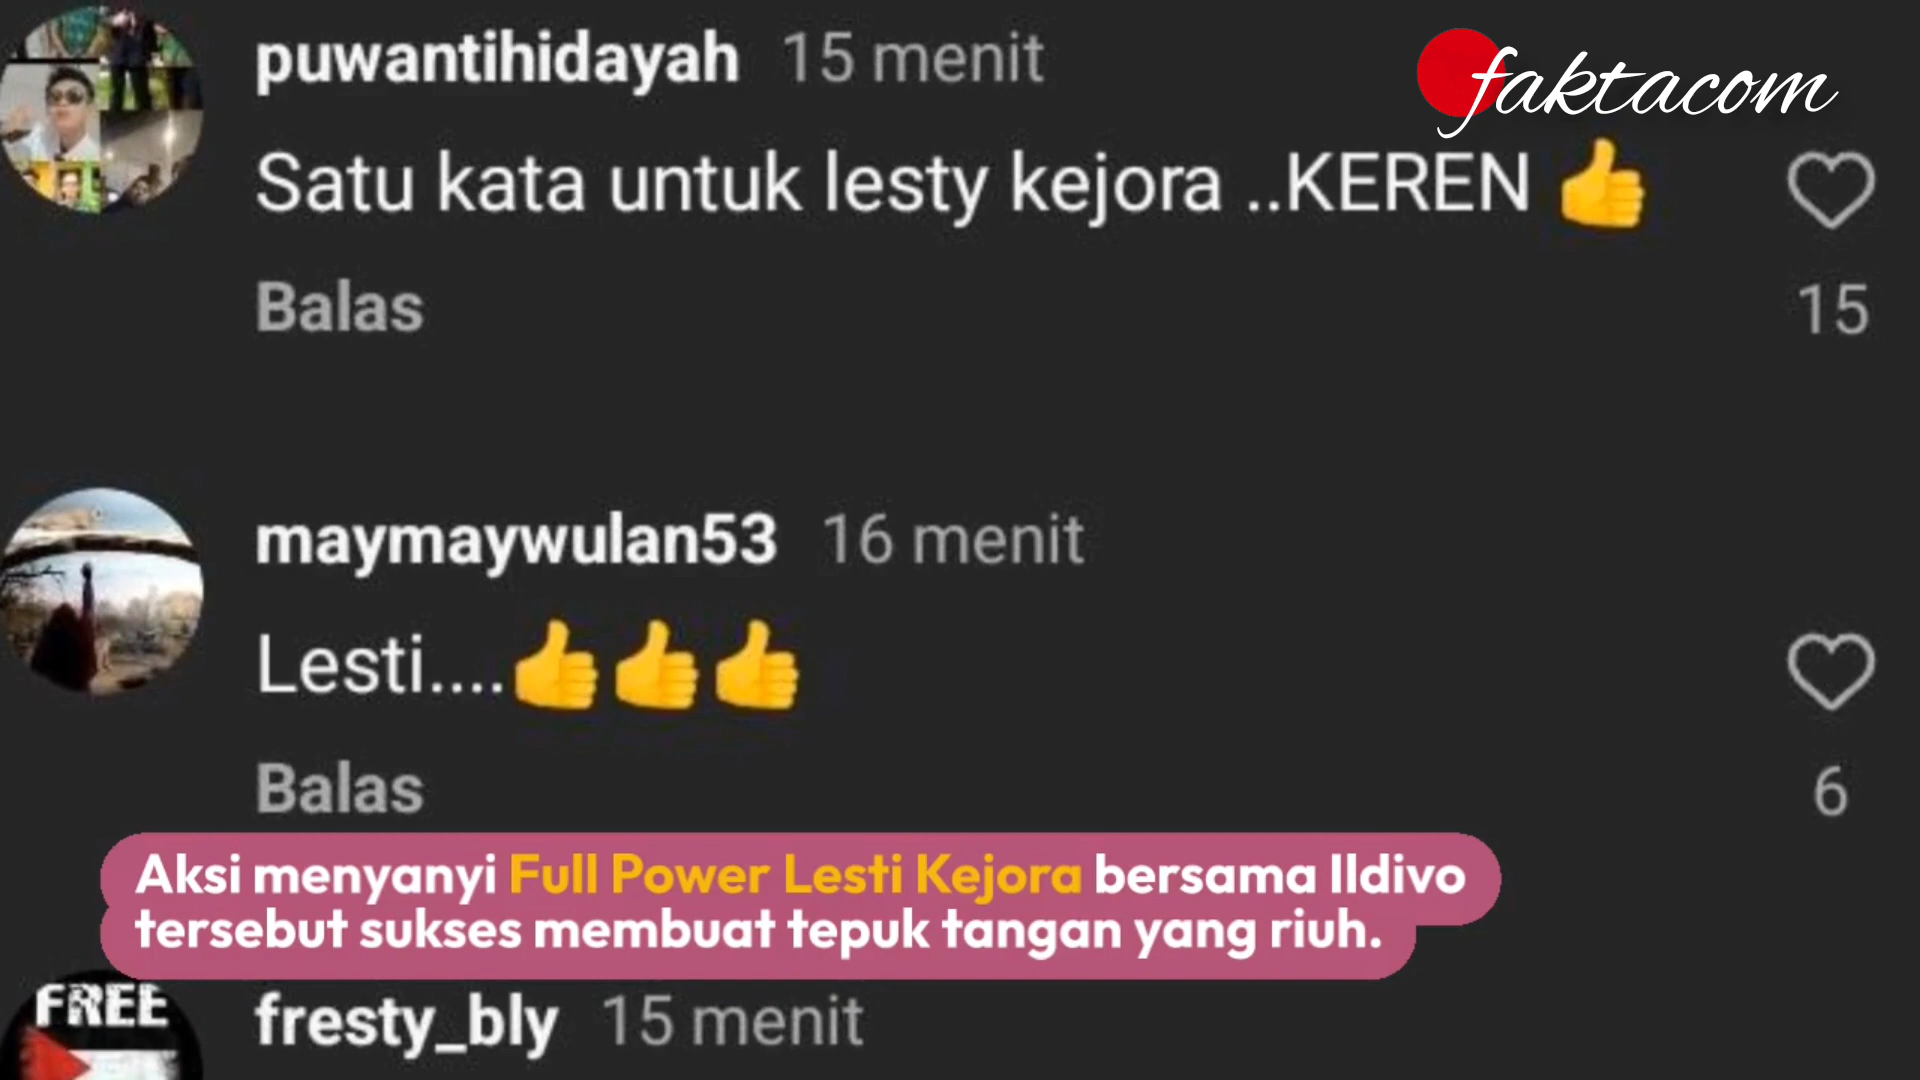 puwantihidayah 15 menit
faktacom
Satu kata untuk lesty kejora ..KEREN 👍
Balas
15
maymaywulan53 16 menit
Lesti....👍👍👍
Balas
6
Aksi menyanyi Full Power Lesti Kejora bersama Ildivo
tersebut sukses membuat tepuk tangan yang riuh.
FREE
fresty_bly 15 menit